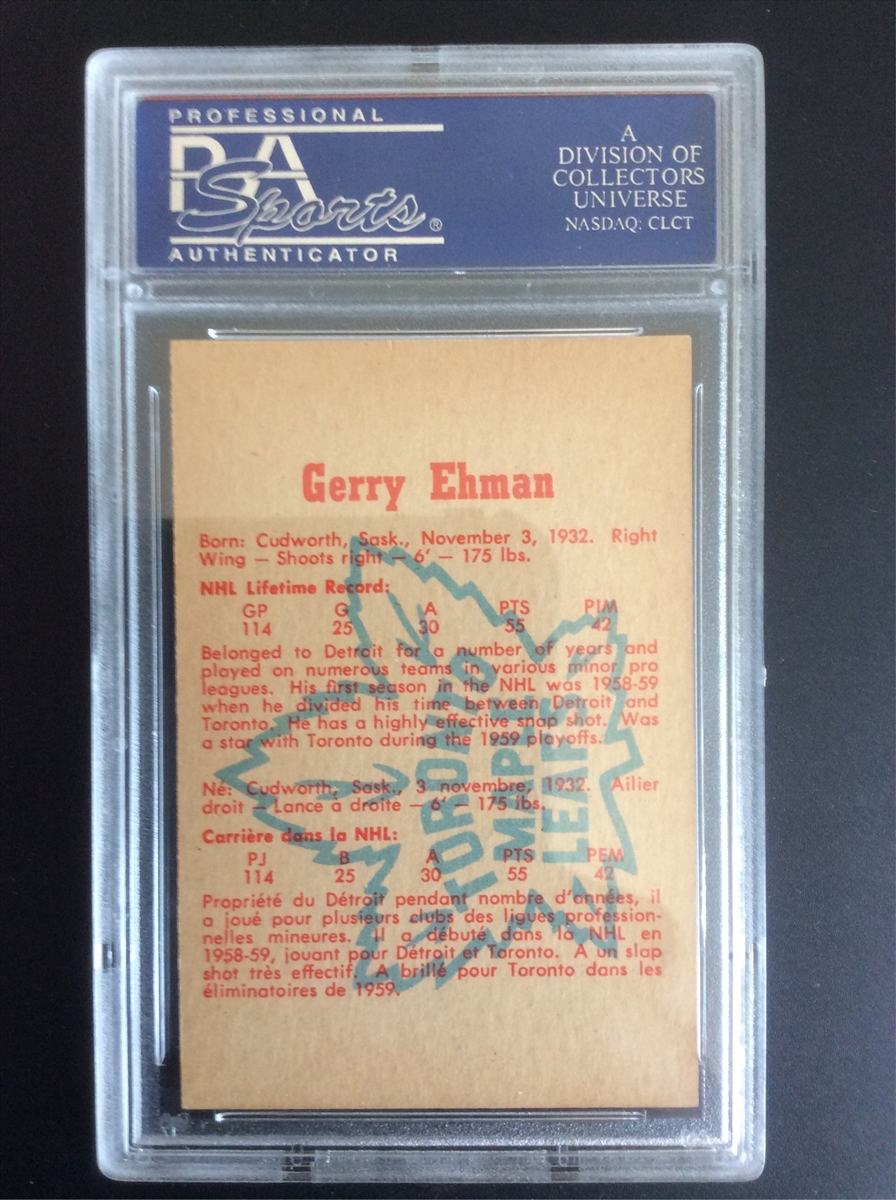 PROFESSIONAL
PSA
Sports®
AUTHENTICATOR
A
DIVISION OF
COLLECTORS
UNIVERSE
NASDAQ: CLCT
Gerry Ehman
Born: Cudworth, Sask., November 3, 1932. Right
Wing — Shoots right — 6' — 175 lbs.
NHL Lifetime Record:
GP G A PTS PIM
114 25 30 55 42
Belonged to Detroit for a number of years and
played on numerous teams in various minor pro
leagues. His first season in the NHL was 1958-59
when he divided his time between Detroit and
Toronto. He has a highly effective snap shot. Was
a star with Toronto during the 1959 playoffs.
Né: Cudworth, Sask., 3 novembre, 1932. Ailier
droit — Lance à droite — 6' — 175 lbs.
Carrière dans la NHL:
PJ B A PTS PEM
114 25 30 55 42
Propriété du Détroit pendant nombre d'années, il
a joué pour plusieurs clubs des ligues profession-
nelles mineures. Il a débuté dans la NHL en
1958-59, jouant pour Détroit et Toronto. A un slap
shot très effectif. A brillé pour Toronto dans les
éliminatoires de 1959.
TORONTO
MAPLE
LEAFS